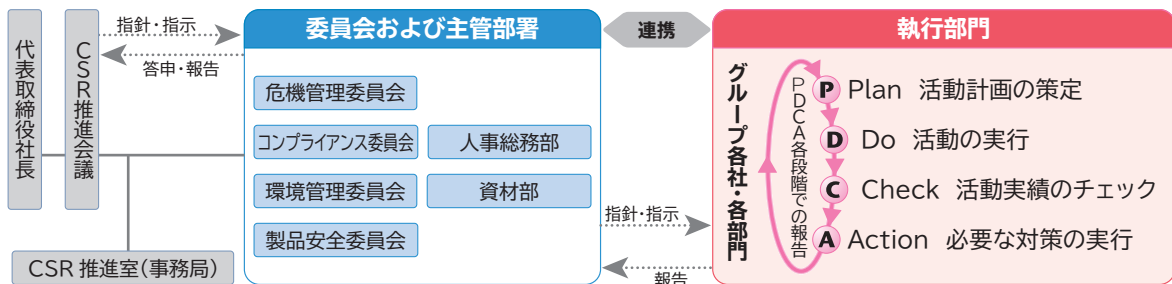 代表取締役社長
CSR推進会議
指針・指示
答申・報告
CSR推進室(事務局)
委員会および主管部署
危機管理委員会
コンプライアンス委員会
人事総務部
環境管理委員会
資材部
製品安全委員会
連携
指針・指示
報告
執行部門
グループ各社・各部門
PDCA各段階での報告
P Plan 活動計画の策定
D Do 活動の実行
C Check 活動実績のチェック
A Action 必要な対策の実行